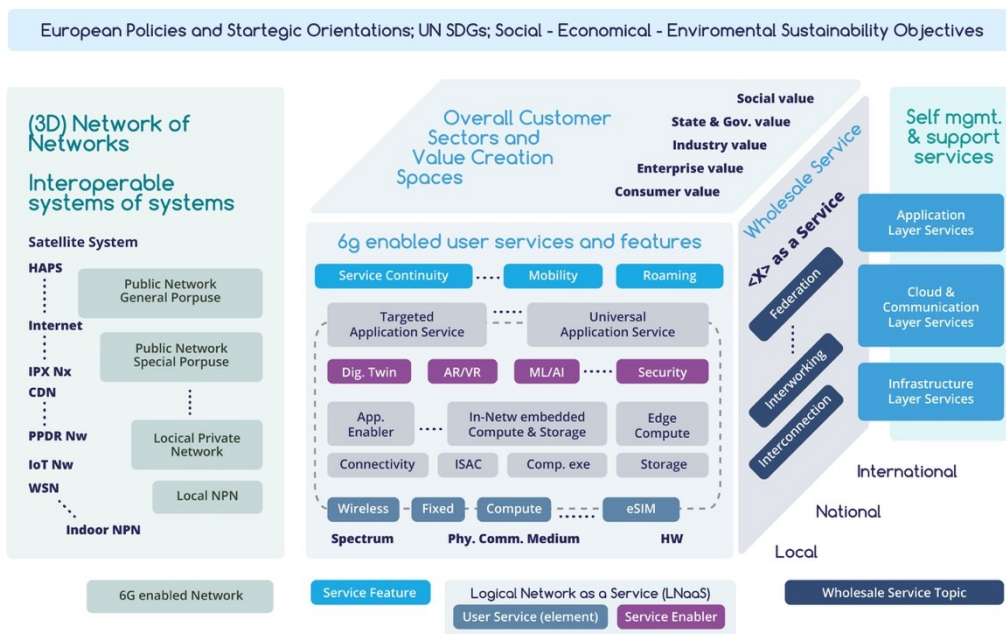 European Policies and Startegic Orientations; UN SDGs; Social - Economical - Enviromental Sustainability Objectives
(3D) Network of
Networks
Interoperable
systems of systems
Satellite System
HAPS
Internet
IPX Nx
CDN
PPDR Nw
IoT Nw
WSN
Indoor NPN
Public Network
General Porpuse
Public Network
Special Porpuse
Locical Private
Network
Local NPN
Overall Customer
Sectors and
Value Creation
Spaces
Social value
State & Gov. value
Industry value
Enterprise value
Consumer value
6g enabled user services and features
Service Continuity
Mobility
Roaming
Targeted
Application Service
Universal
Application Service
Dig. Twin
AR/VR
ML/AI
Security
App.
Enabler
In-Netw embedded
Compute & Storage
Edge
Compute
Connectivity
ISAC
Comp. exe
Storage
Wireless
Fixed
Compute
eSIM
Spectrum
Phy. Comm. Medium
HW
Wholesale Service
<X> as a Service
Federation
Interworking
Interconnection
Self mgmt.
& support
services
Application
Layer Services
Cloud &
Communication
Layer Services
Infrastructure
Layer Services
International
National
Local
6G enabled Network
Service Feature
Logical Network as a Service (LNaaS)
User Service (element)
Service Enabler
Wholesale Service Topic